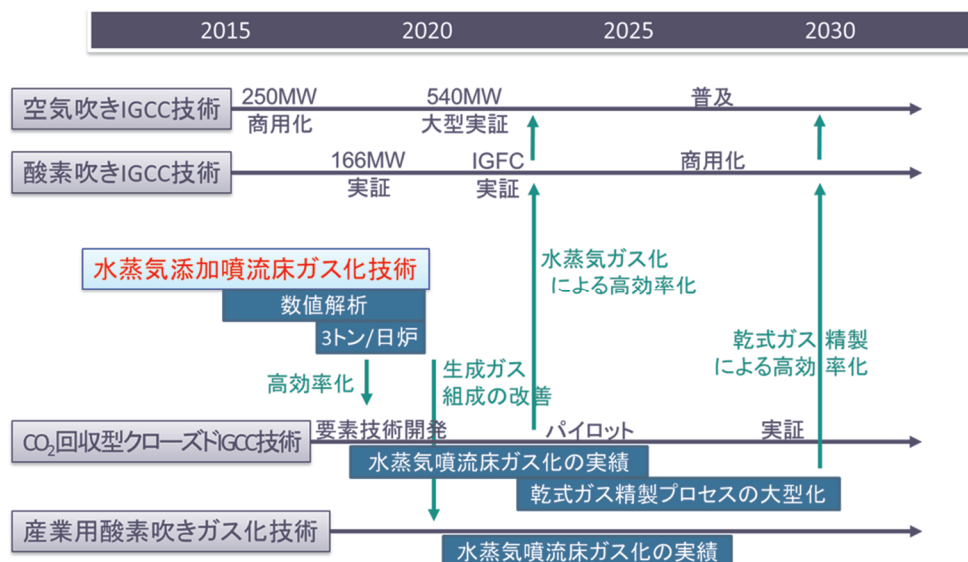 2015 2020 2025 2030
空気吹きIGCC技術
250MW
商用化
540MW
大型実証
普及
酸素吹きIGCC技術
166MW
実証
IGFC
実証
商用化
水蒸気添加噴流床ガス化技術
数値解析
3トン/日炉
高効率化
生成ガス
組成の改善
水蒸気ガス化
による高効率化
乾式ガス精製
による高効率化
CO₂回収型クローズドIGCC技術
要素技術開発
パイロット
実証
水蒸気噴流床ガス化の実績
乾式ガス精製プロセスの大型化
産業用酸素吹きガス化技術
水蒸気噴流床ガス化の実績